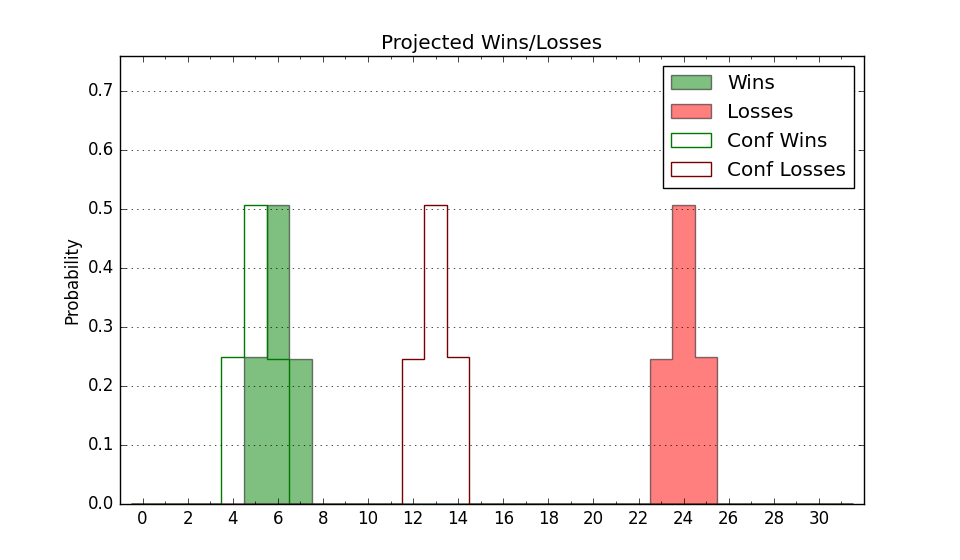 Projected Wins/Losses
Wins
Losses
Conf Wins
Conf Losses
Probability
0.7
0.6
0.5
0.4
0.3
0.2
0.1
0.0
0 2 4 6 8 10 12 14 16 18 20 22 24 26 28 30